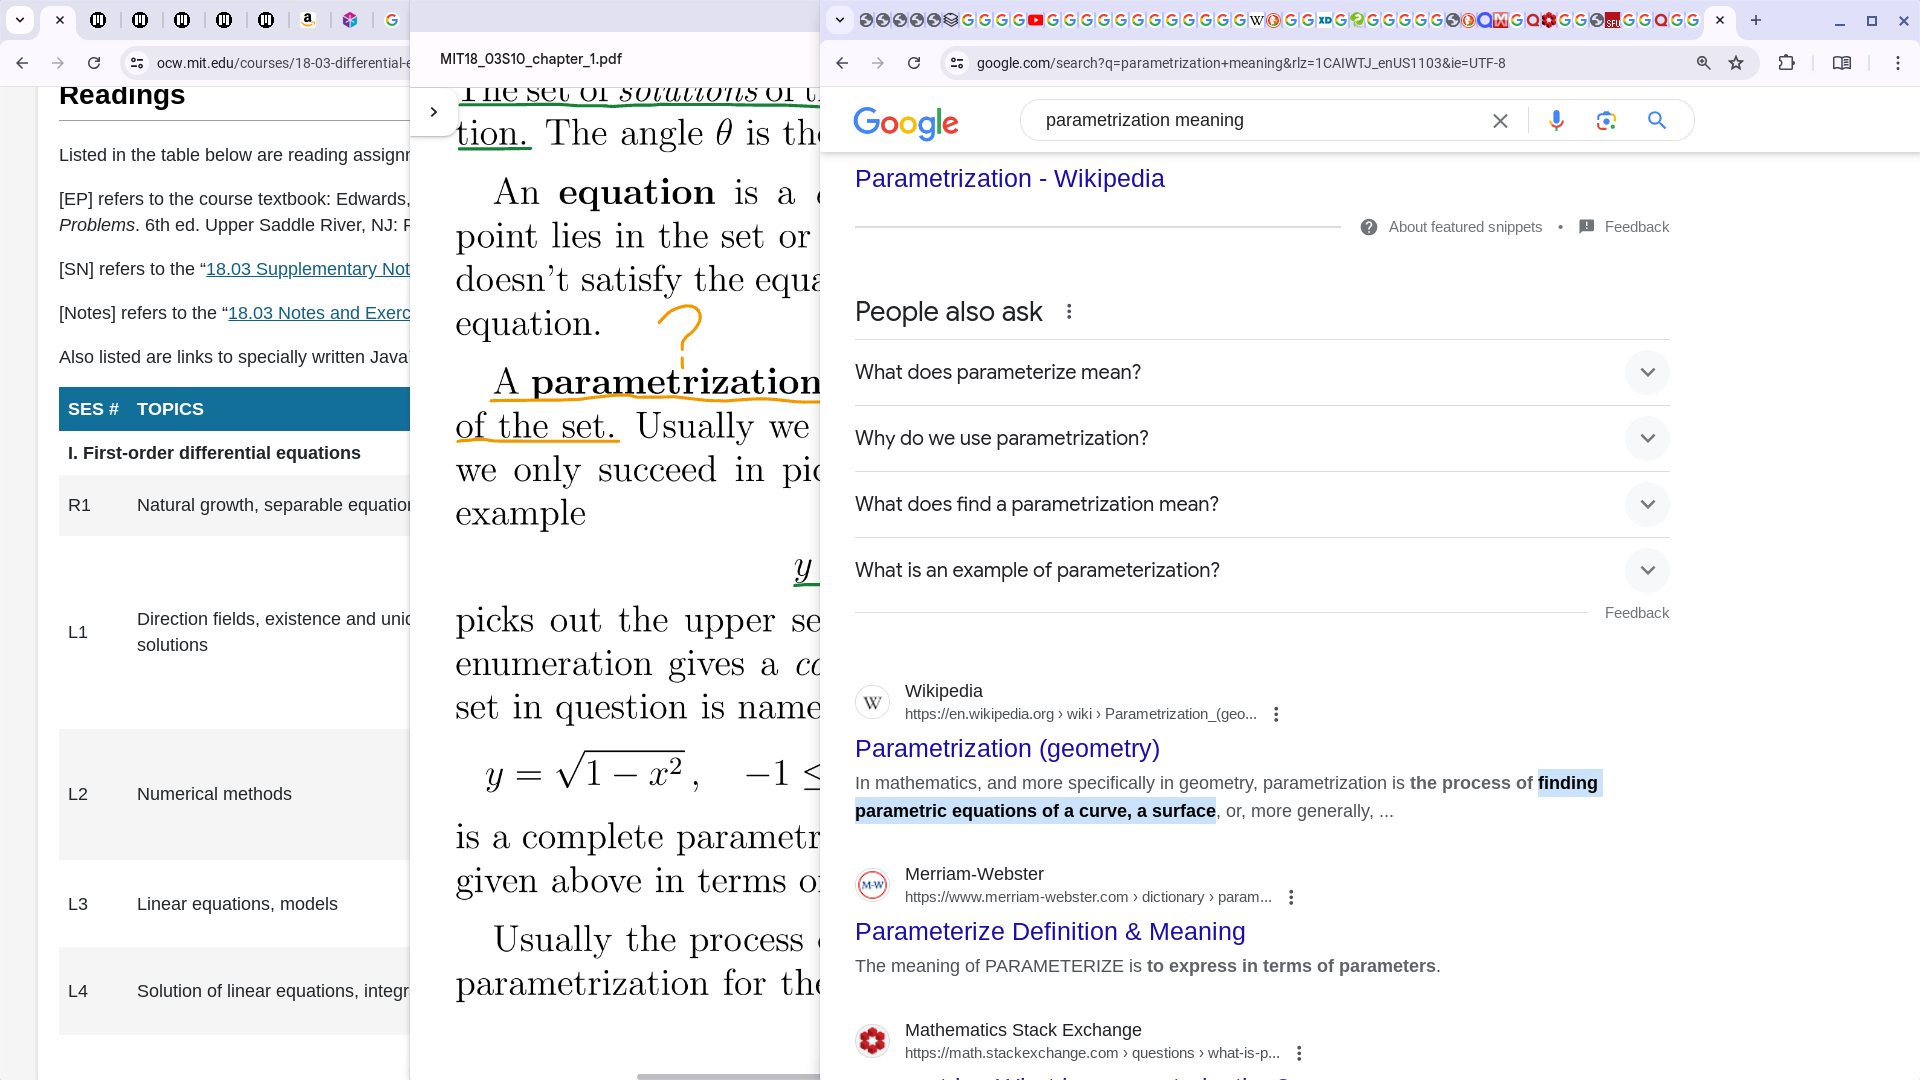 ocw.mit.edu/courses/18-03-differential-e
Readings
Listed in the table below are reading assignm
[EP] refers to the course textbook: Edwards,
Problems. 6th ed. Upper Saddle River, NJ: P
[SN] refers to the “18.03 Supplementary Not
[Notes] refers to the “18.03 Notes and Exerc
Also listed are links to specially written Java
SES # TOPICS
I. First-order differential equations
R1 Natural growth, separable equation
L1 Direction fields, existence and uniq
solutions
L2 Numerical methods
L3 Linear equations, models
L4 Solution of linear equations, integr
MIT18_03S10_chapter_1.pdf
The set of solutions of t
tion. The angle θ is the
An equation is a
point lies in the set or
doesn’t satisfy the equa
equation.
?
A parametrization
of the set. Usually we
we only succeed in pic
example
y
picks out the upper se
enumeration gives a co
set in question is name
y = √1 − x², −1 ≤
is a complete parametr
given above in terms o
Usually the process
parametrization for the
google.com/search?q=parametrization+meaning&rlz=1CAIWTJ_enUS1103&ie=UTF-8
Google
parametrization meaning
Parametrization - Wikipedia
About featured snippets • Feedback
People also ask
What does parameterize mean?
Why do we use parametrization?
What does find a parametrization mean?
What is an example of parameterization?
Feedback
Wikipedia
https://en.wikipedia.org › wiki › Parametrization_(geo...
Parametrization (geometry)
In mathematics, and more specifically in geometry, parametrization is the process of finding
parametric equations of a curve, a surface, or, more generally, ...
Merriam-Webster
https://www.merriam-webster.com › dictionary › param...
Parameterize Definition & Meaning
The meaning of PARAMETERIZE is to express in terms of parameters.
Mathematics Stack Exchange
https://math.stackexchange.com › questions › what-is-p...